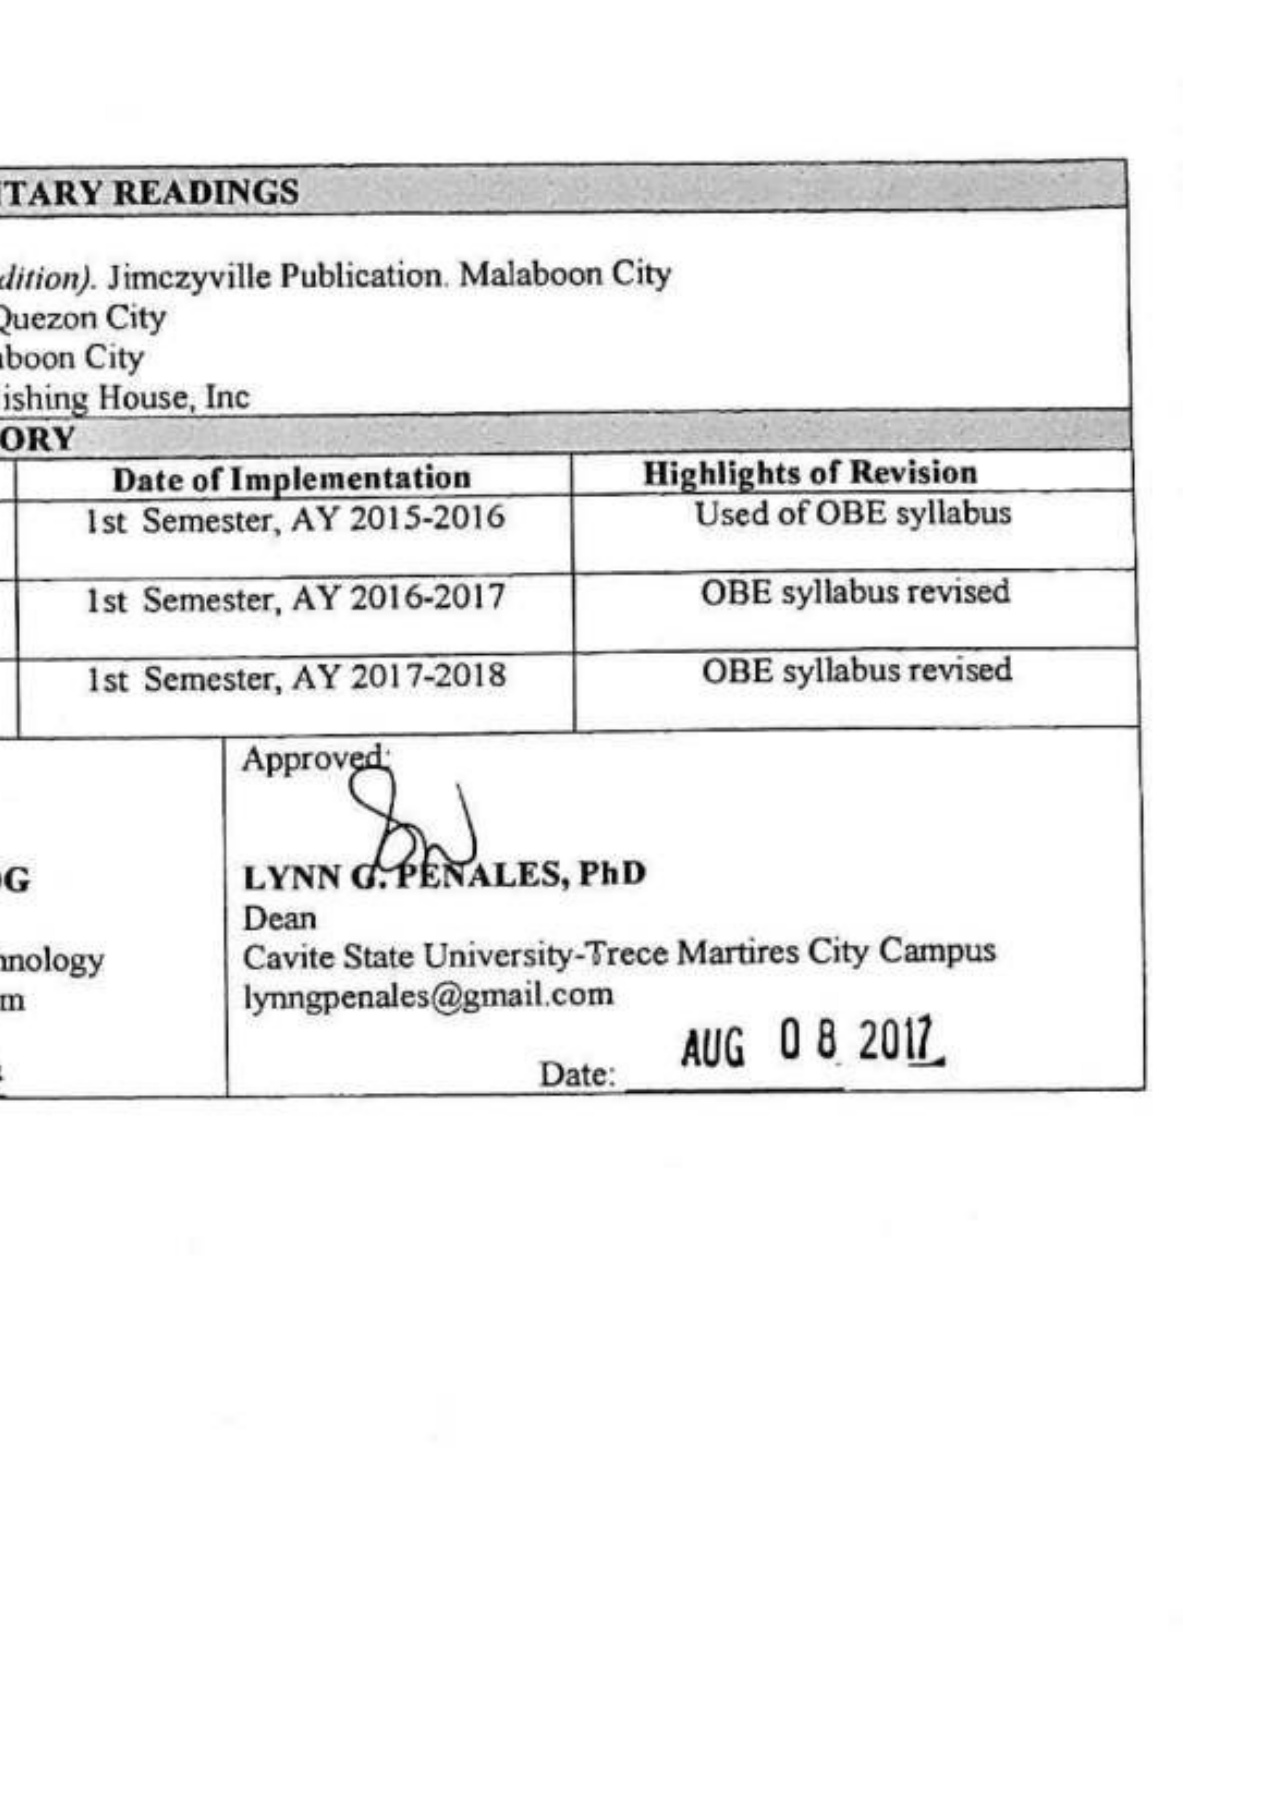 TARY READINGS
dition). Jimczyville Publication. Malaboon City
Quezon City
aboon City
ishing House, Inc
ORY
Date of Implementation Highlights of Revision
1st Semester, AY 2015-2016 Used of OBE syllabus
1st Semester, AY 2016-2017 OBE syllabus revised
1st Semester, AY 2017-2018 OBE syllabus revised
Approved:
OG LYNN G. PENALES, PhD
Dean
nnology Cavite State University-Trece Martires City Campus
m lynngpenales@gmail.com
AUG 08 2017
Date: